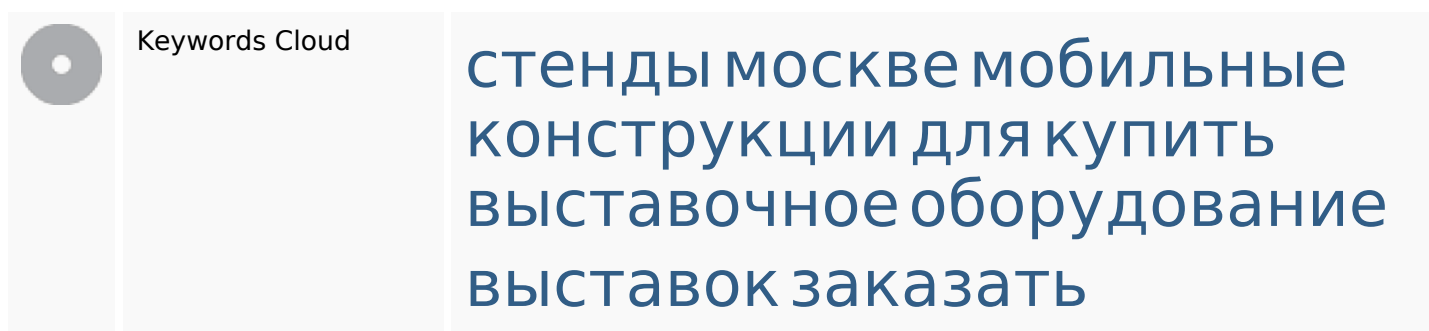 Keywords Cloud
стенды москве мобильные
конструкции для купить
выставочное оборудование
выставок заказать